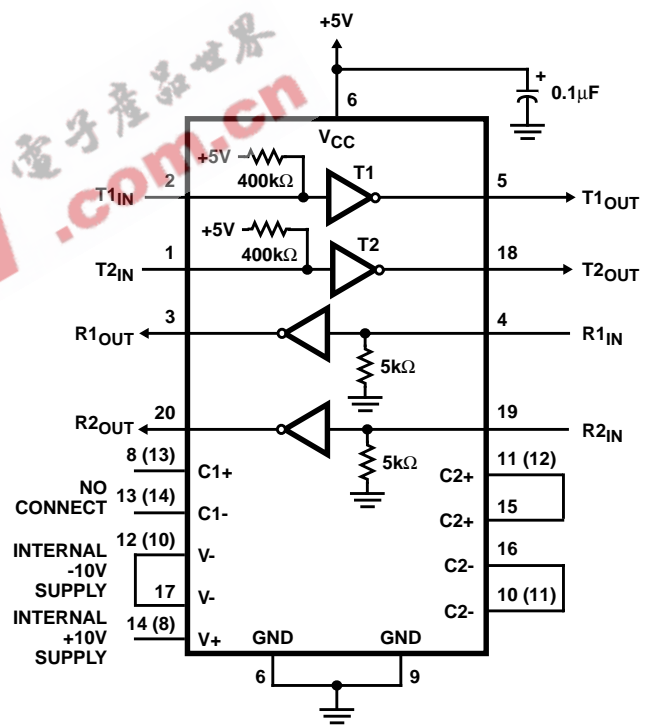 +5V
+
0.1µF
6
VCC
+5V
400kΩ
T1
T1IN
2
5
T1OUT
+5V
400kΩ
T2
T2IN
1
18
T2OUT
R1OUT
3
4
R1IN
5kΩ
R2OUT
20
19
R2IN
5kΩ
8 (13)
C1+
NO
CONNECT
13 (14)
C1-
12 (10)
V-
INTERNAL
-10V
SUPPLY
17
V-
INTERNAL
+10V
SUPPLY
14 (8)
V+
11 (12)
C2+
15
C2+
16
C2-
10 (11)
C2-
GND
GND
6
9
電子產品世界
.com.cn